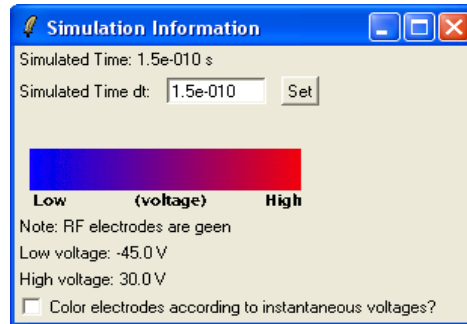 Simulation Information
Simulated Time: 1.5e-010 s
Simulated Time dt: 1.5e-010 Set
Low (voltage) High
Note: RF electrodes are geen
Low voltage: -45.0 V
High voltage: 30.0 V
Color electrodes according to instantaneous voltages?